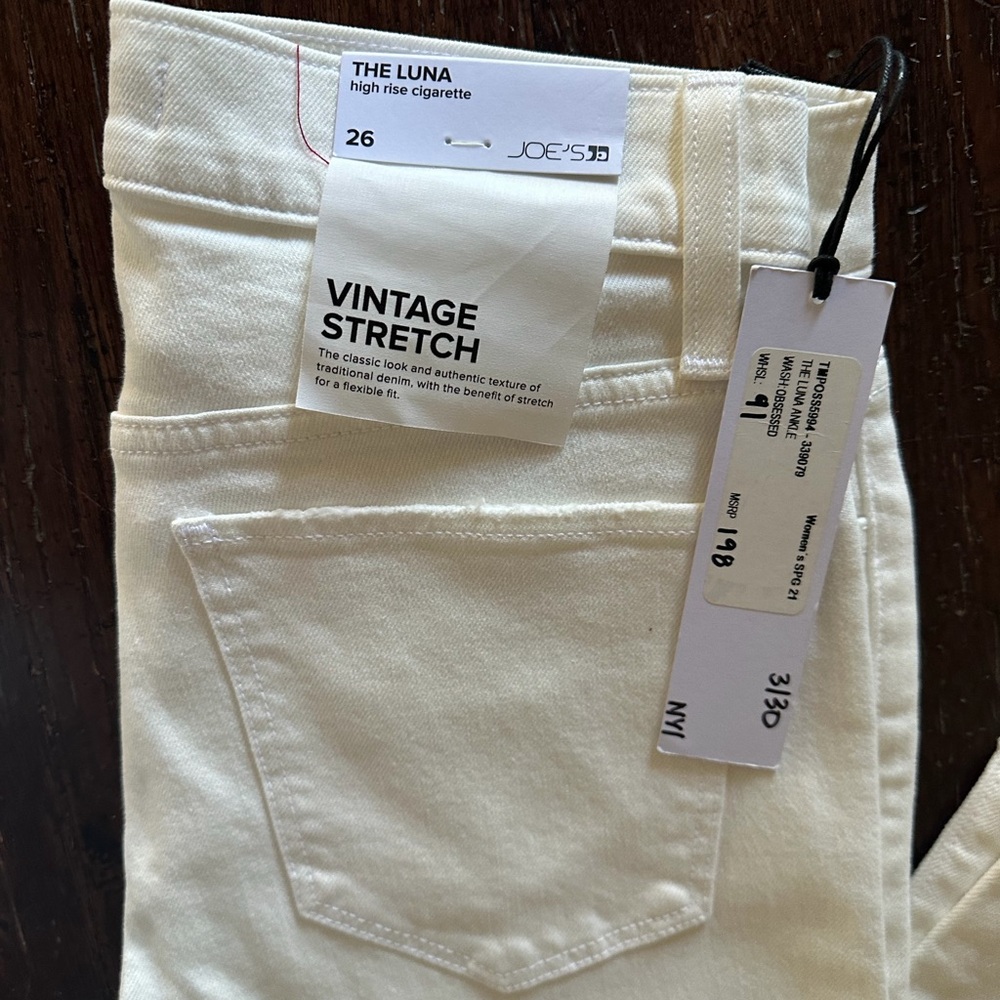 THE LUNA
high rise cigarette
26
JOE'S
VINTAGE
STRETCH
The classic look and authentic texture of
traditional denim, with the benefit of stretch
for a flexible fit.
TMPOSS5994 - 339079
THE LUNA ANKLE
WASH:OBSESSED
WHSL: 91
MSRP 198
Women's SPG 21
3/30
NY1